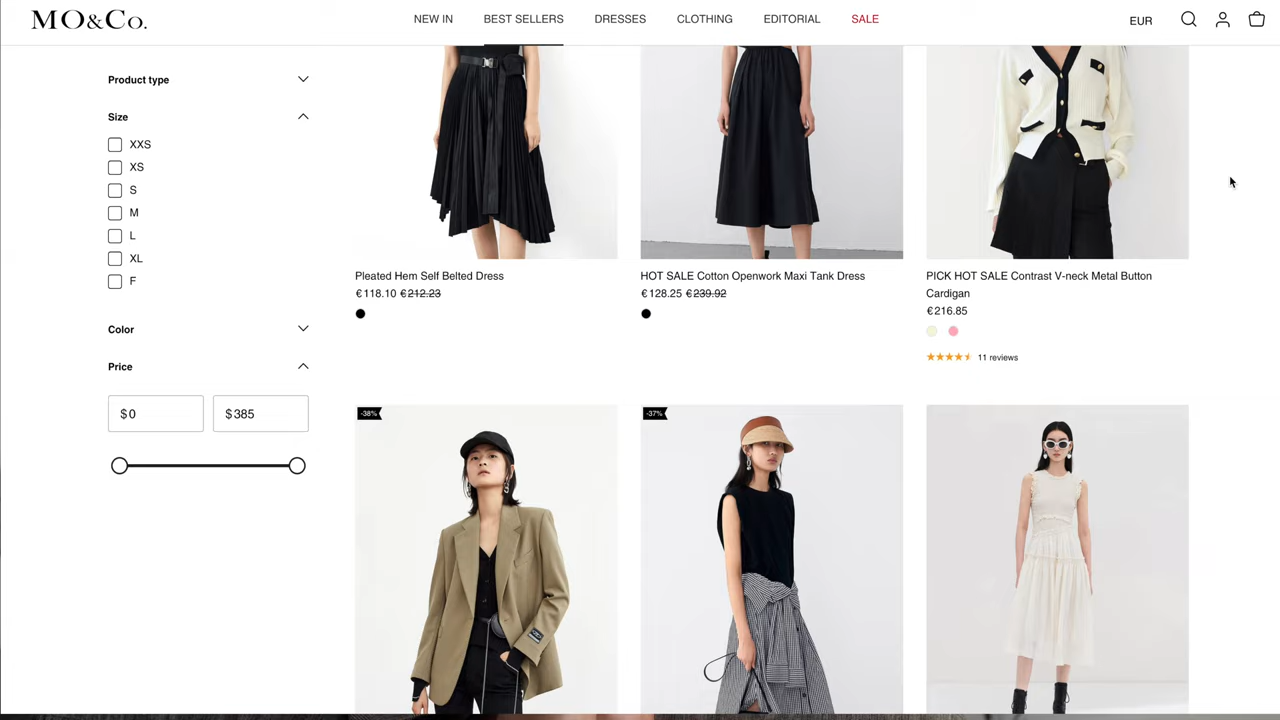 MO&Co.
NEW IN
BEST SELLERS
DRESSES
CLOTHING
EDITORIAL
SALE
EUR
Product type
Size
XXS
XS
S
M
L
XL
F
Color
Price
$0
$385
Pleated Hem Self Belted Dress
€118.10 €212.23
HOT SALE Cotton Openwork Maxi Tank Dress
€128.25 €239.92
PICK HOT SALE Contrast V-neck Metal Button
Cardigan
€216.85
11 reviews
-38%
-37%